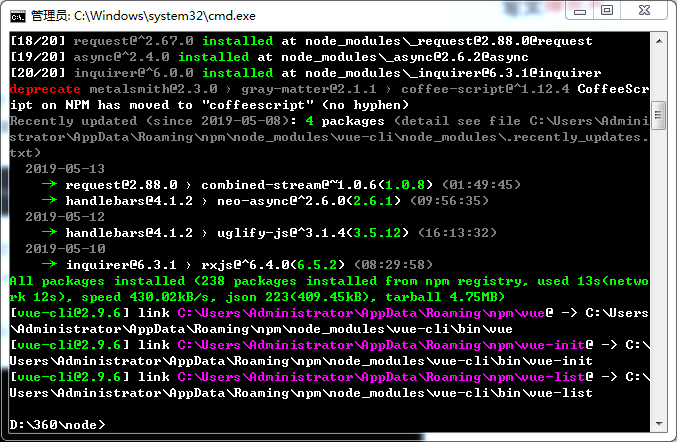 管理员: C:\Windows\system32\cmd.exe
[18/20] request@^2.67.0 installed at node_modules\_request@2.88.0@request
[19/20] async@^2.4.0 installed at node_modules\_async@2.6.2@async
[20/20] inquirer@^6.0.0 installed at node_modules\_inquirer@6.3.1@inquirer
deprecate metalsmith@2.3.0 › gray-matter@2.1.1 › coffee-script@^1.12.4 CoffeeScr
ipt on NPM has moved to "coffeescript" (no hyphen)
Recently updated (since 2019-05-08): 4 packages (detail see file C:\Users\Admini
strator\AppData\Roaming\npm\node_modules\vue-cli\node_modules\.recently_updates.
txt)
2019-05-13
→ request@2.88.0 › combined-stream@~1.0.6(1.0.8) (01:49:45)
→ handlebars@4.1.2 › neo-async@^2.6.0(2.6.1) (09:56:35)
2019-05-12
→ handlebars@4.1.2 › uglify-js@^3.1.4(3.5.12) (16:13:32)
2019-05-10
→ inquirer@6.3.1 › rxjs@^6.4.0(6.5.2) (08:29:58)
All packages installed (238 packages installed from npm registry, used 13s(netwo
rk 12s), speed 430.02kB/s, json 223(409.45kB), tarball 4.75MB)
[vue-cli@2.9.6] link C:\Users\Administrator\AppData\Roaming\npm\vue@ -> C:\Users
\Administrator\AppData\Roaming\npm\node_modules\vue-cli\bin\vue
[vue-cli@2.9.6] link C:\Users\Administrator\AppData\Roaming\npm\vue-init@ -> C:\
Users\Administrator\AppData\Roaming\npm\node_modules\vue-cli\bin\vue-init
[vue-cli@2.9.6] link C:\Users\Administrator\AppData\Roaming\npm\vue-list@ -> C:\
Users\Administrator\AppData\Roaming\npm\node_modules\vue-cli\bin\vue-list
D:\360\node>